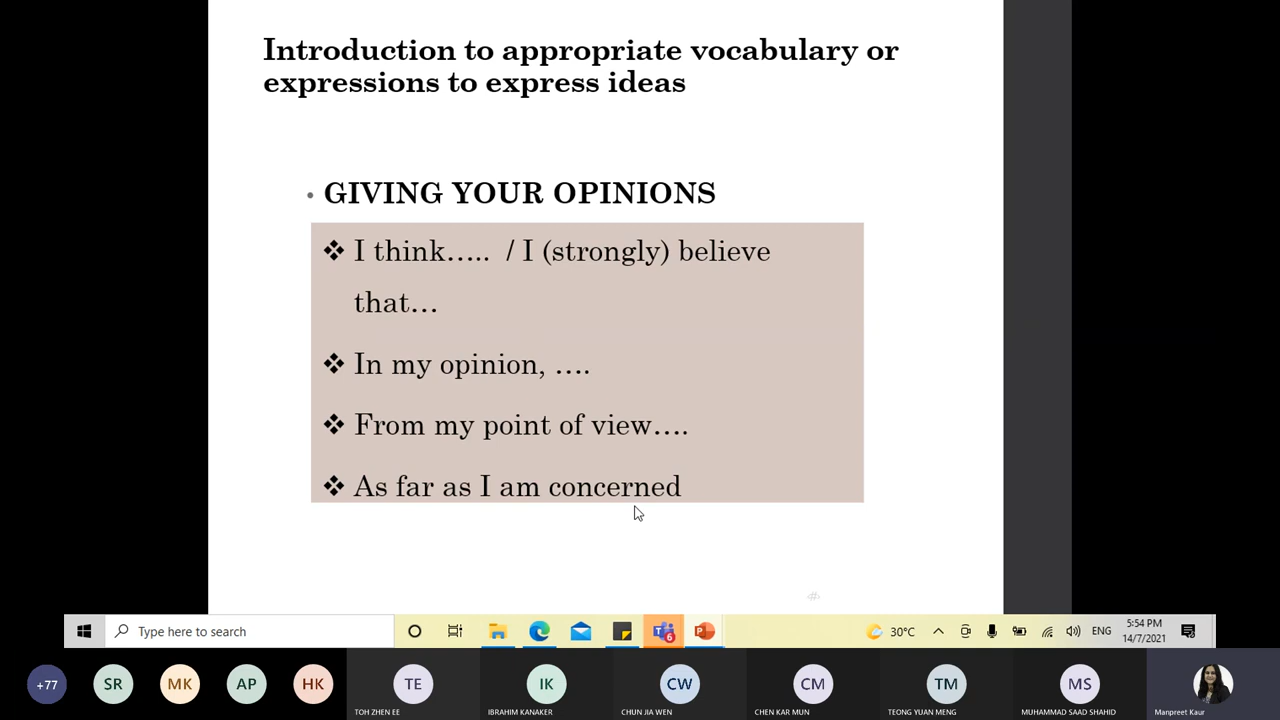 Introduction to appropriate vocabulary or
expressions to express ideas
• GIVING YOUR OPINIONS
❖ I think….. / I (strongly) believe
that…
❖ In my opinion, ….
❖ From my point of view….
❖ As far as I am concerned
#
Type here to search
6
30°C
ENG
5:54 PM
14/7/2021
+77
SR
MK
AP
HK
TE
IK
CW
CM
TM
MS
TOH ZHEN EE
IBRAHIM KANAKER
CHUN JIA WEN
CHEN KAR MUN
TEONG YUAN MENG
MUHAMMAD SAAD SHAHID
Manpreet Kaur